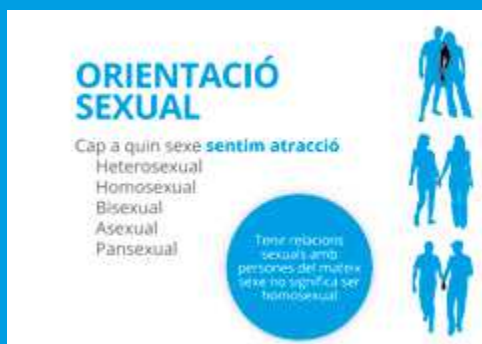 ORIENTACIÓ
SEXUAL
Cap a quin sexe sentim atracció
Heterosexual
Homosexual
Bisexual
Asexual
Pansexual
Tenir relacions
sexuals amb
persones del mateix
sexe no significa ser
homosexual